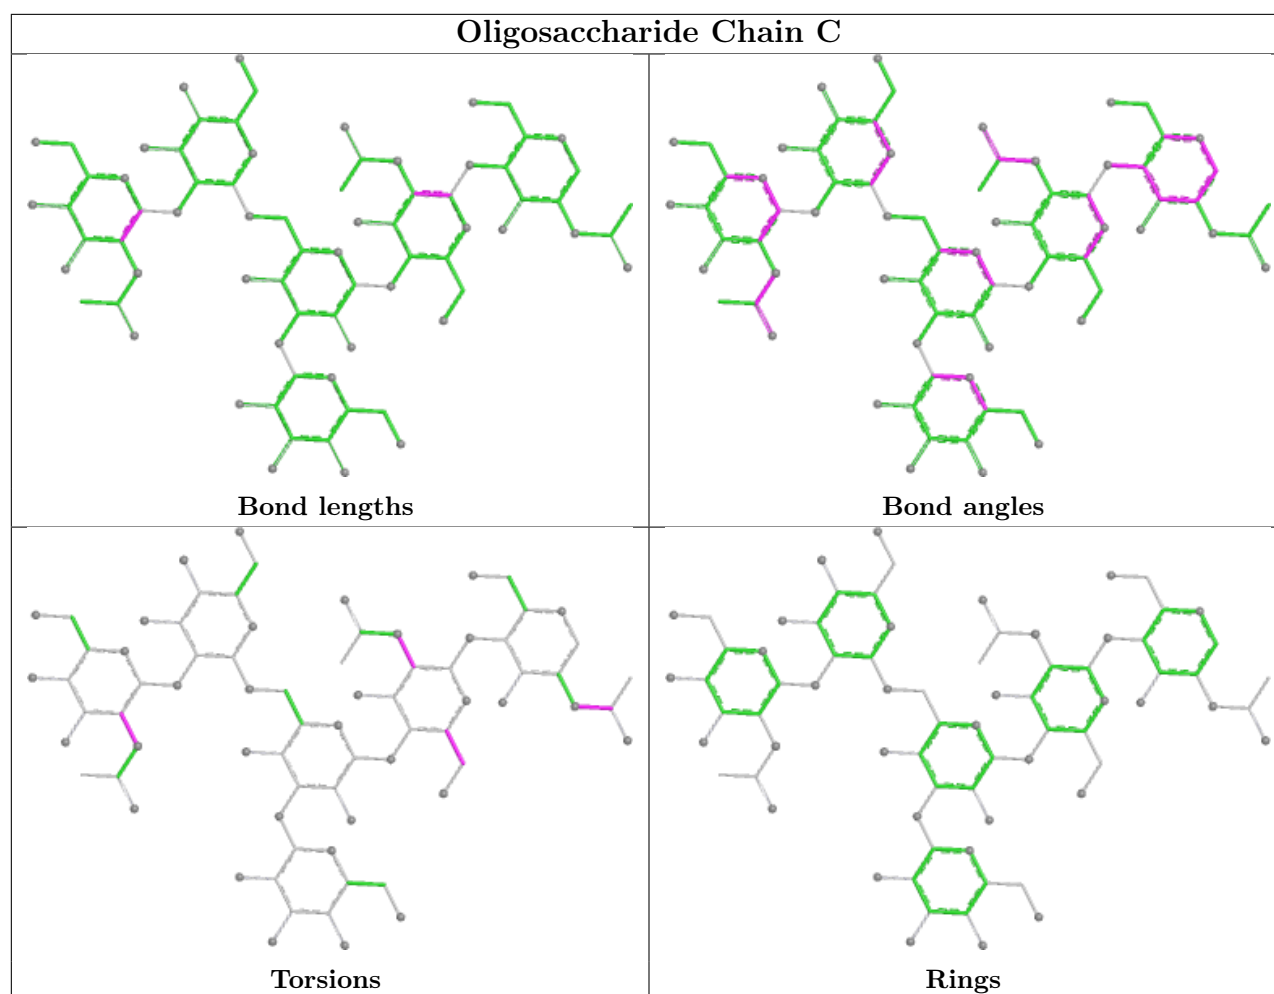 Oligosaccharide Chain C
Bond lengths
Bond angles
Torsions
Rings